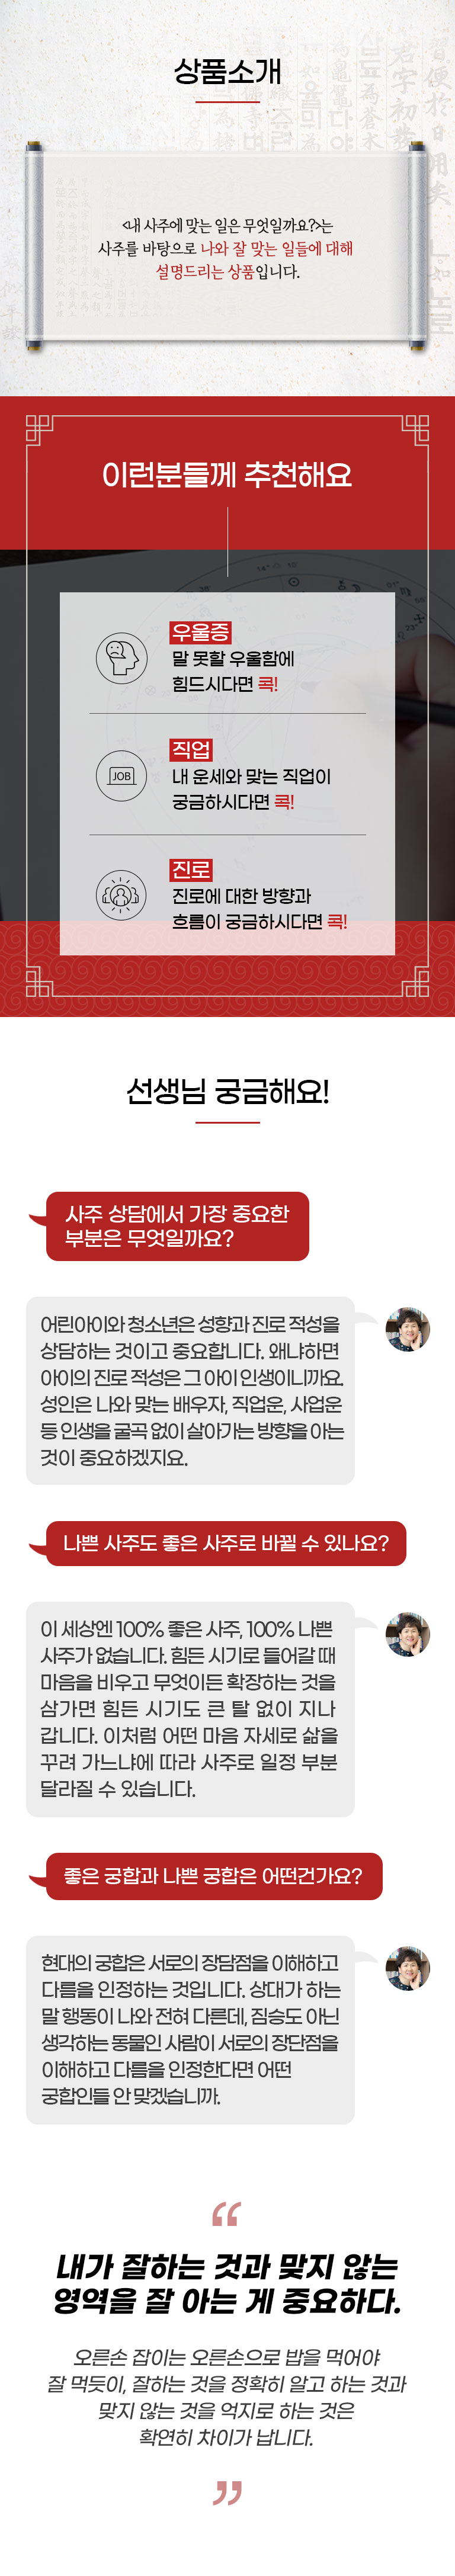 상품소개
<내 사주에 맞는 일은 무엇일까요?>는
사주를 바탕으로 나와 잘 맞는 일들에 대해
설명드리는 상품입니다.
이런분들께 추천해요
우울증
말 못할 우울함에
힘드시다면 콕!
JOB
직업
내 운세와 맞는 직업이
궁금하시다면 콕!
진로
진로에 대한 방향과
흐름이 궁금하시다면 콕!
선생님 궁금해요!
사주 상담에서 가장 중요한
부분은 무엇일까요?
어린아이와 청소년은 성향과 진로 적성을
상담하는 것이고 중요합니다. 왜냐하면
아이의 진로 적성은 그 아이 인생이니까요.
성인은 나와 맞는 배우자, 직업운, 사업운
등 인생을 굴곡 없이 살아가는 방향을 아는
것이 중요하겠지요.
나쁜 사주도 좋은 사주로 바뀔 수 있나요?
이 세상엔 100% 좋은 사주, 100% 나쁜
사주가 없습니다. 힘든 시기로 들어갈 때
마음을 비우고 무엇이든 확장하는 것을
삼가면 힘든 시기도 큰 탈 없이 지나
갑니다. 이처럼 어떤 마음 자세로 삶을
꾸려 가느냐에 따라 사주로 일정 부분
달라질 수 있습니다.
좋은 궁합과 나쁜 궁합은 어떤건가요?
현대의 궁합은 서로의 장담점을 이해하고
다름을 인정하는 것입니다. 상대가 하는
말 행동이 나와 전혀 다른데, 짐승도 아닌
생각하는 동물인 사람이 서로의 장단점을
이해하고 다름을 인정한다면 어떤
궁합인들 안 맞겠습니까.
“
내가 잘하는 것과 맞지 않는
영역을 잘 아는 게 중요하다.
오른손 잡이는 오른손으로 밥을 먹어야
잘 먹듯이, 잘하는 것을 정확히 알고 하는 것과
맞지 않는 것을 억지로 하는 것은
확연히 차이가 납니다.
”